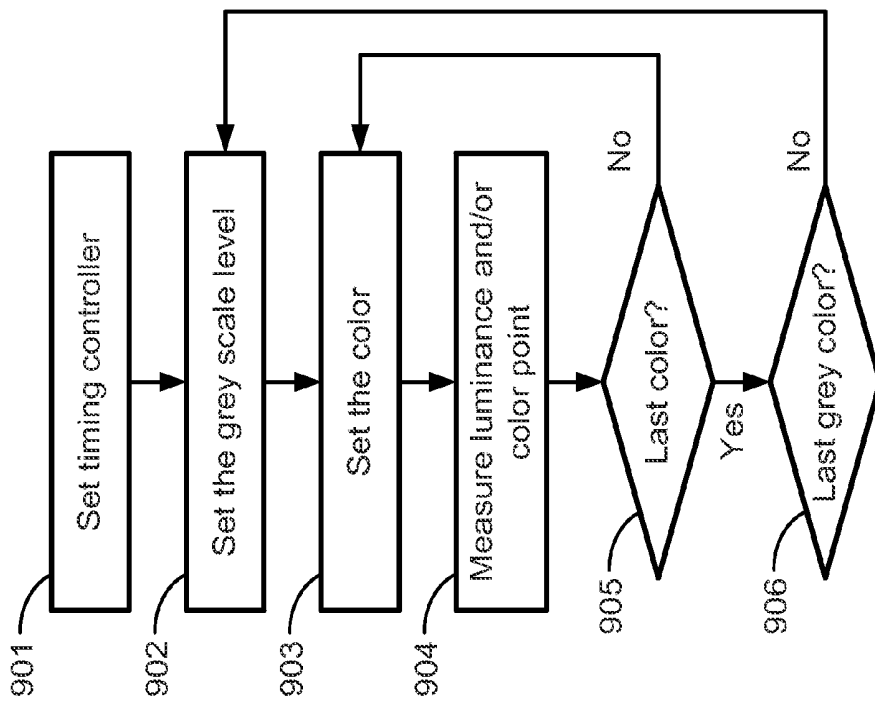 901
Set timing controller
902
Set the grey scale level
903
Set the color
904
Measure luminance and/or
color point
905
Last color?
No
Yes
906
Last grey color?
No